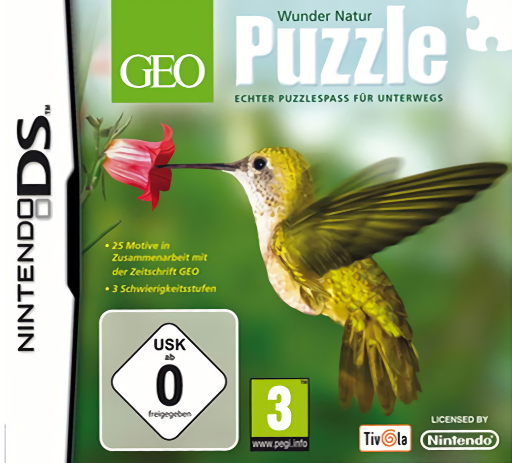 Wunder Natur
GEO
Puzzle
ECHTER PUZZLESPASS FÜR UNTERWEGS
NINTENDO DS™
• 25 Motive in
Zusammenarbeit mit
der Zeitschrift GEO
• 3 Schwierigkeitsstufen
USK
ab
0
freigegeben
3
www.pegi.info
Tivola
LICENSED BY
Nintendo®